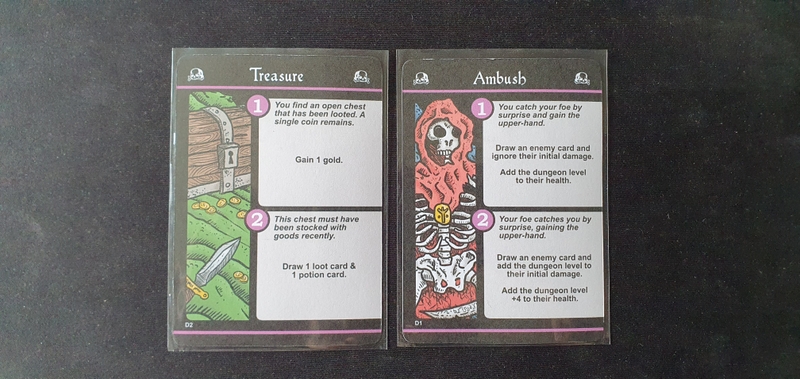 Treasure
1
You find an open chest
that has been looted. A
single coin remains.
Gain 1 gold.
2
This chest must have
been stocked with
goods recently.
Draw 1 loot card &
1 potion card.
D2
Ambush
1
You catch your foe by
surprise and gain the
upper-hand.
Draw an enemy card and
ignore their initial damage.
Add the dungeon level
to their health.
2
Your foe catches you by
surprise, gaining the
upper-hand.
Draw an enemy card and
add the dungeon level to
their initial damage.
Add the dungeon level
+4 to their health.
D1